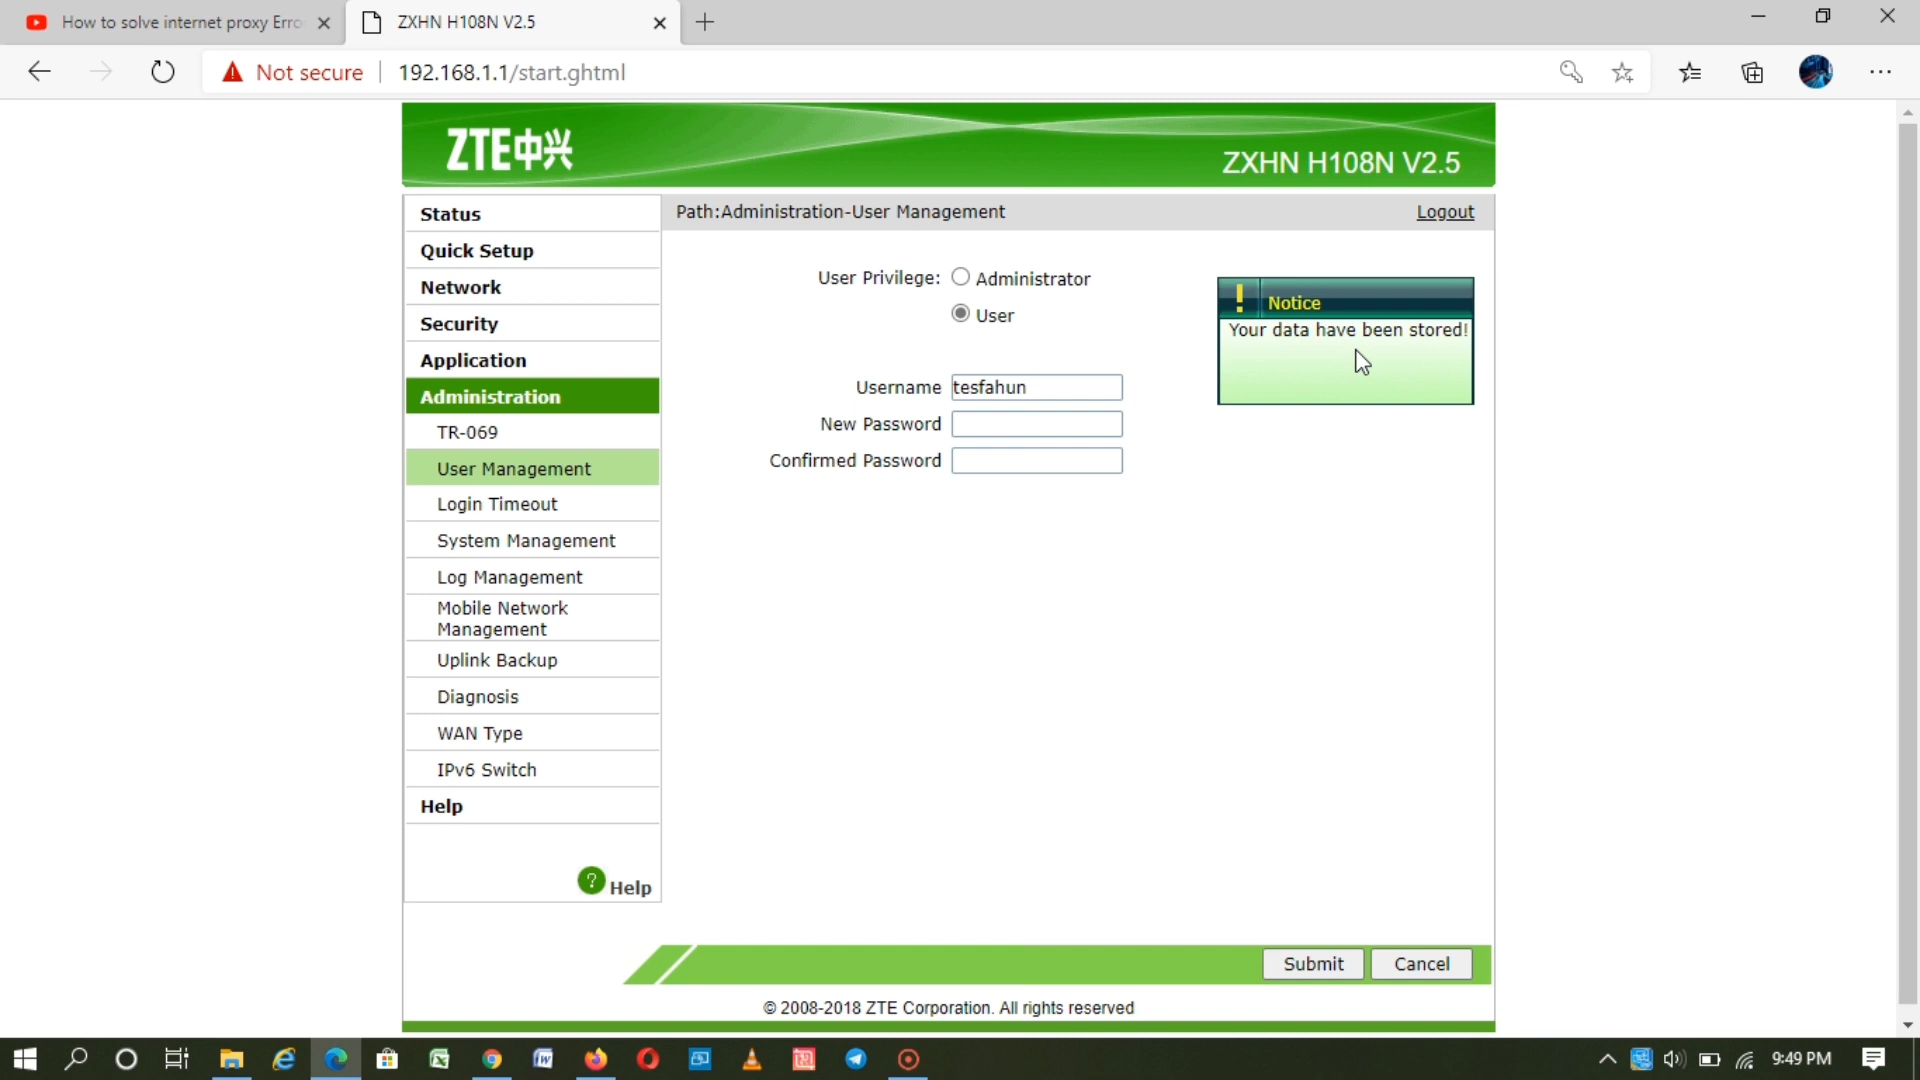 How to solve internet proxy Erro
ZXHN H108N V2.5
Not secure
192.168.1.1/start.ghtml
ZTE中兴
ZXHN H108N V2.5
Status
Quick Setup
Network
Security
Application
Administration
TR-069
User Management
Login Timeout
System Management
Log Management
Mobile Network
Management
Uplink Backup
Diagnosis
WAN Type
IPv6 Switch
Help
? Help
Path:Administration-User Management
Logout
User Privilege: Administrator
User
Username tesfahun
New Password
Confirmed Password
! Notice
Your data have been stored!
Submit
Cancel
© 2008-2018 ZTE Corporation. All rights reserved
9:49 PM